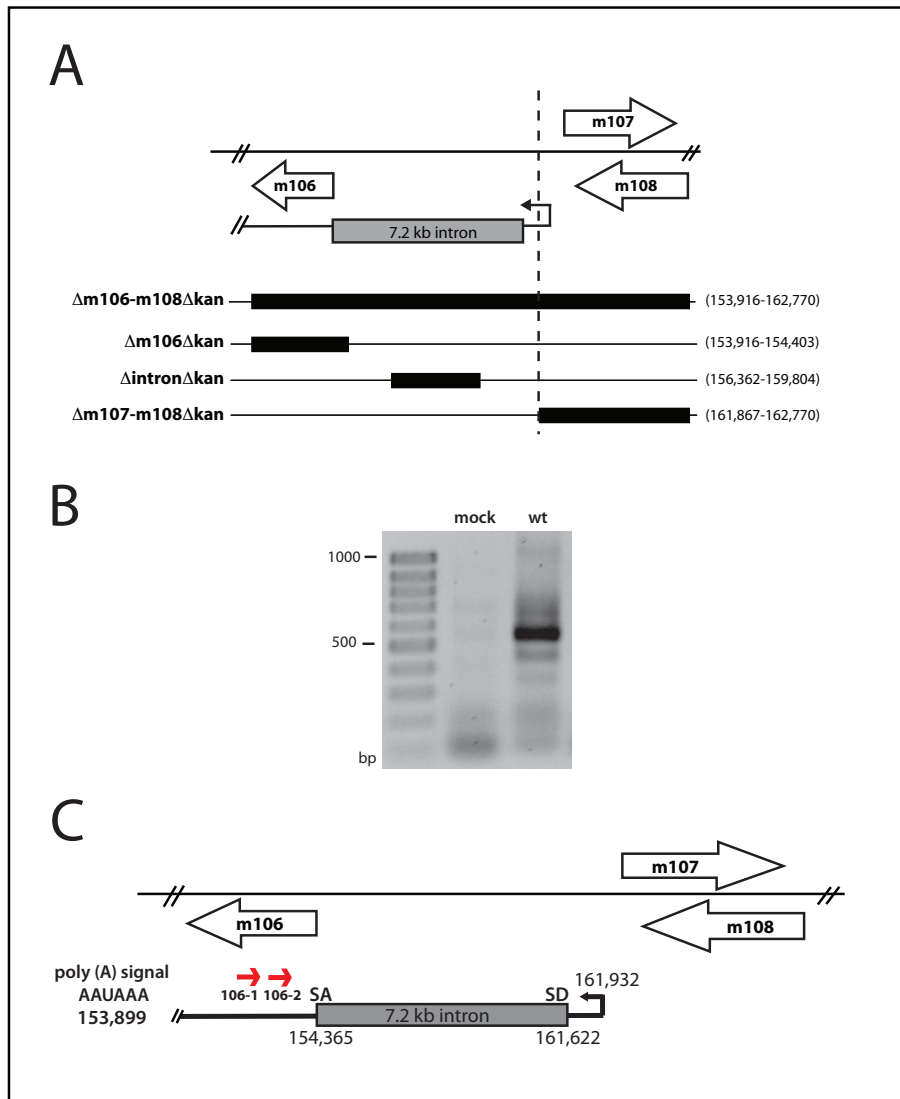 A
m107
m106
m108
7.2 kb intron
Δm106-m108Δkan (153,916-162,770)
Δm106Δkan (153,916-154,403)
ΔintronΔkan (156,362-159,804)
Δm107-m108Δkan (161,867-162,770)
B
mock wt
1000
500
bp
C
m107
m106
m108
poly (A) signal
AAUAAA
153,899
106-1 106-2 SA SD 161,932
7.2 kb intron
154,365 161,622